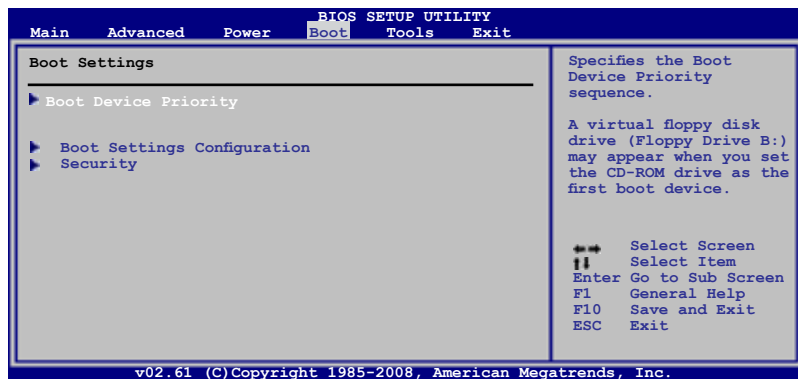 BIOS SETUP UTILITY
Main Advanced Power Boot Tools Exit
Boot Settings
Boot Device Priority
Boot Settings Configuration
Security
Specifies the Boot
Device Priority
sequence.
A virtual floppy disk
drive (Floppy Drive B:)
may appear when you set
the CD-ROM drive as the
first boot device.
Select Screen
Select Item
Enter Go to Sub Screen
F1 General Help
F10 Save and Exit
ESC Exit
v02.61 (C)Copyright 1985-2008, American Megatrends, Inc.